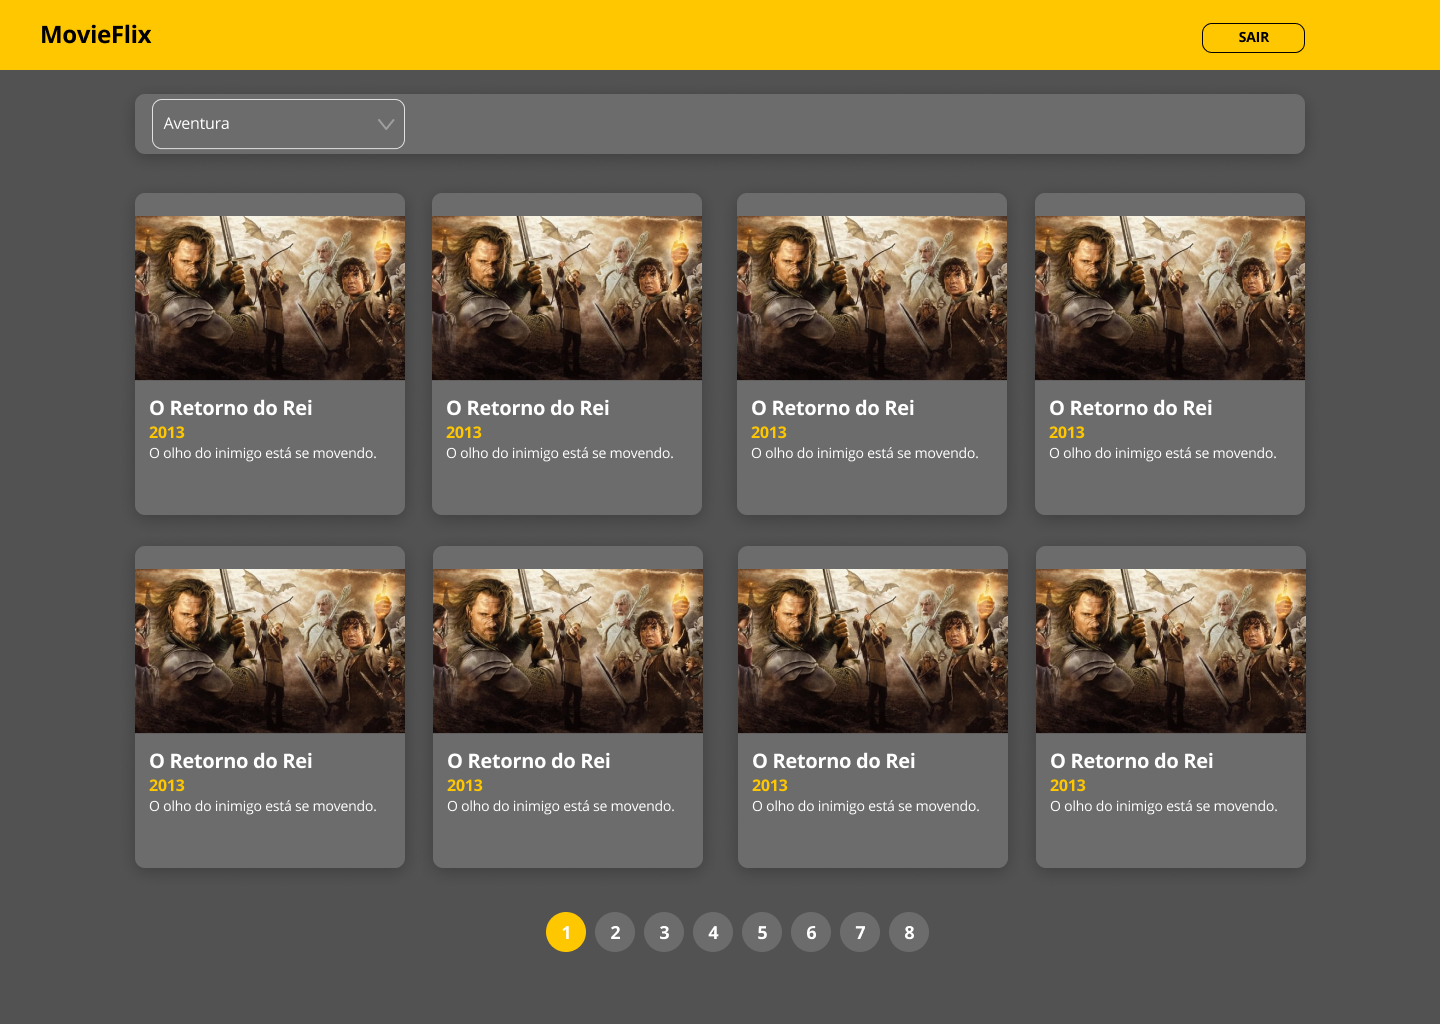 MovieFlix
SAIR
Aventura
O Retorno do Rei
2013
O olho do inimigo está se movendo.
O Retorno do Rei
2013
O olho do inimigo está se movendo.
O Retorno do Rei
2013
O olho do inimigo está se movendo.
O Retorno do Rei
2013
O olho do inimigo está se movendo.
O Retorno do Rei
2013
O olho do inimigo está se movendo.
O Retorno do Rei
2013
O olho do inimigo está se movendo.
O Retorno do Rei
2013
O olho do inimigo está se movendo.
O Retorno do Rei
2013
O olho do inimigo está se movendo.
1 2 3 4 5 6 7 8